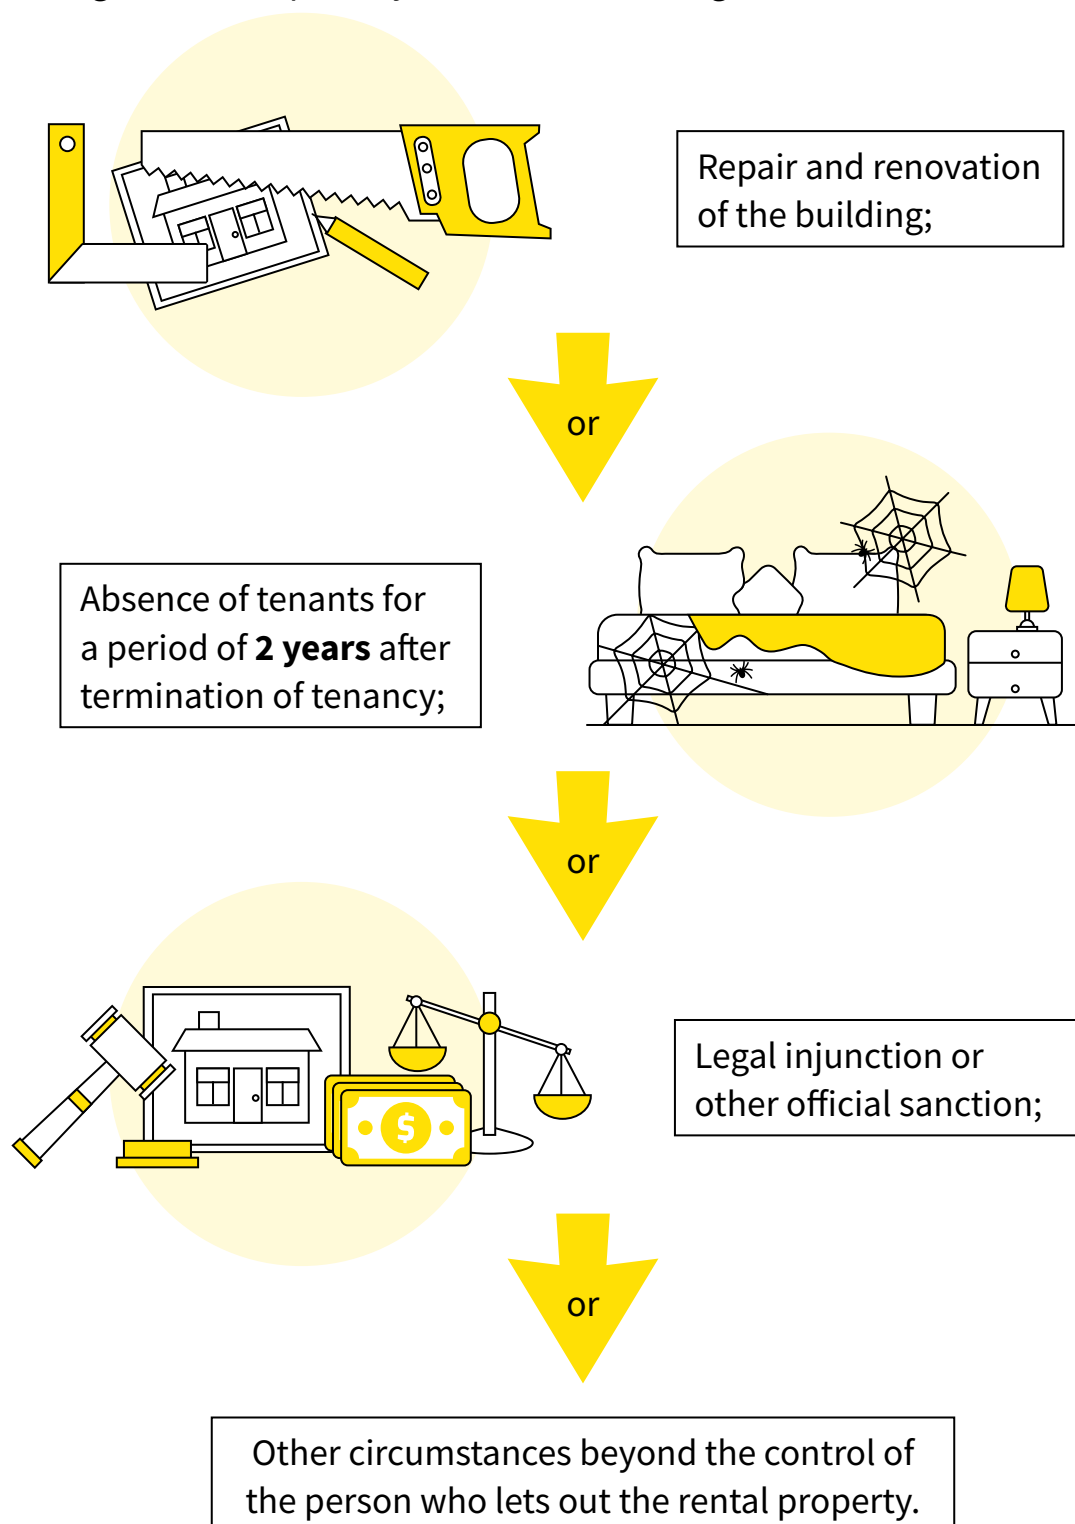 Repair and renovation
of the building;
or
Absence of tenants for
a period of 2 years after
termination of tenancy;
or
$
Legal injunction or
other official sanction;
or
Other circumstances beyond the control of
the person who lets out the rental property.